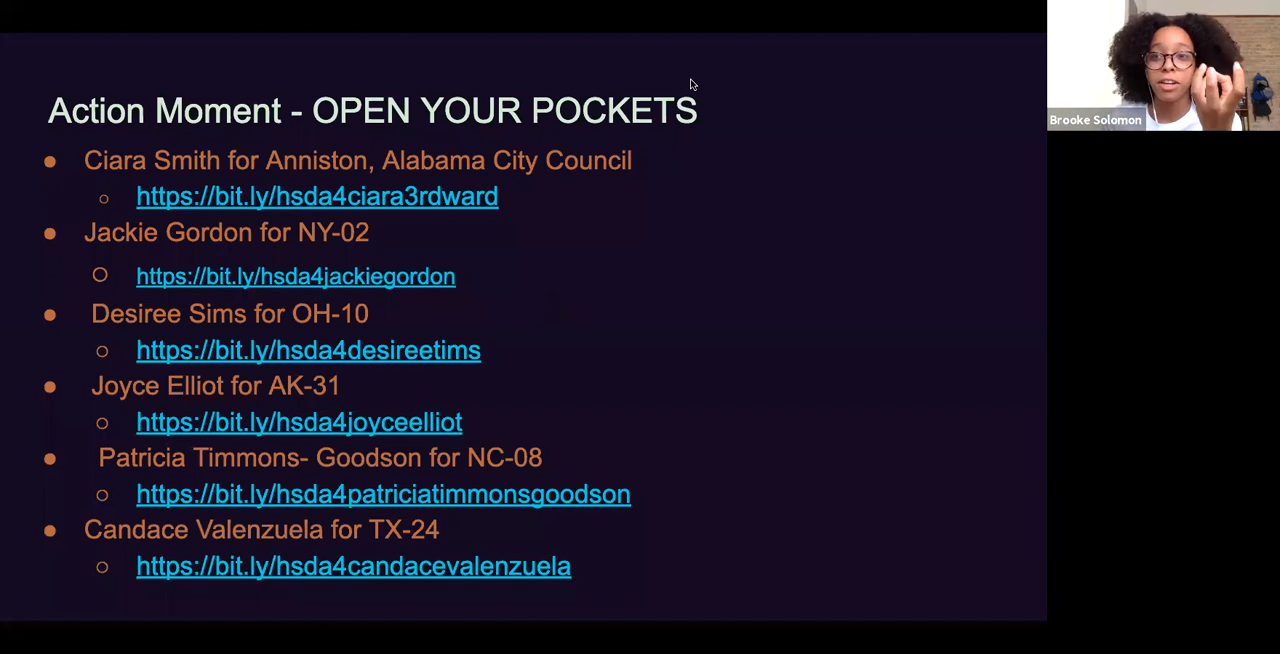 Action Moment - OPEN YOUR POCKETS
Ciara Smith for Anniston, Alabama City Council
https://bit.ly/hsda4ciara3rdward
Jackie Gordon for NY-02
https://bit.ly/hsda4jackiegordon
Desiree Sims for OH-10
https://bit.ly/hsda4desireetims
Joyce Elliot for AK-31
https://bit.ly/hsda4joyceelliot
Patricia Timmons- Goodson for NC-08
https://bit.ly/hsda4patriciatimmonsgoodson
Candace Valenzuela for TX-24
https://bit.ly/hsda4candacevalenzuela
Brooke Solomon